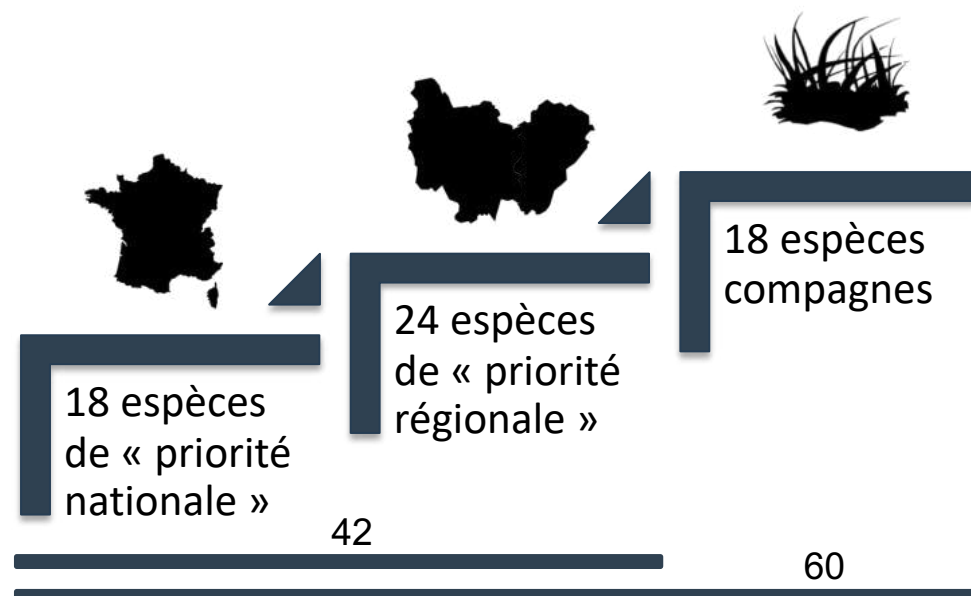 18 espèces
de « priorité
nationale »
24 espèces
de « priorité
régionale »
18 espèces
compagnes
42
60